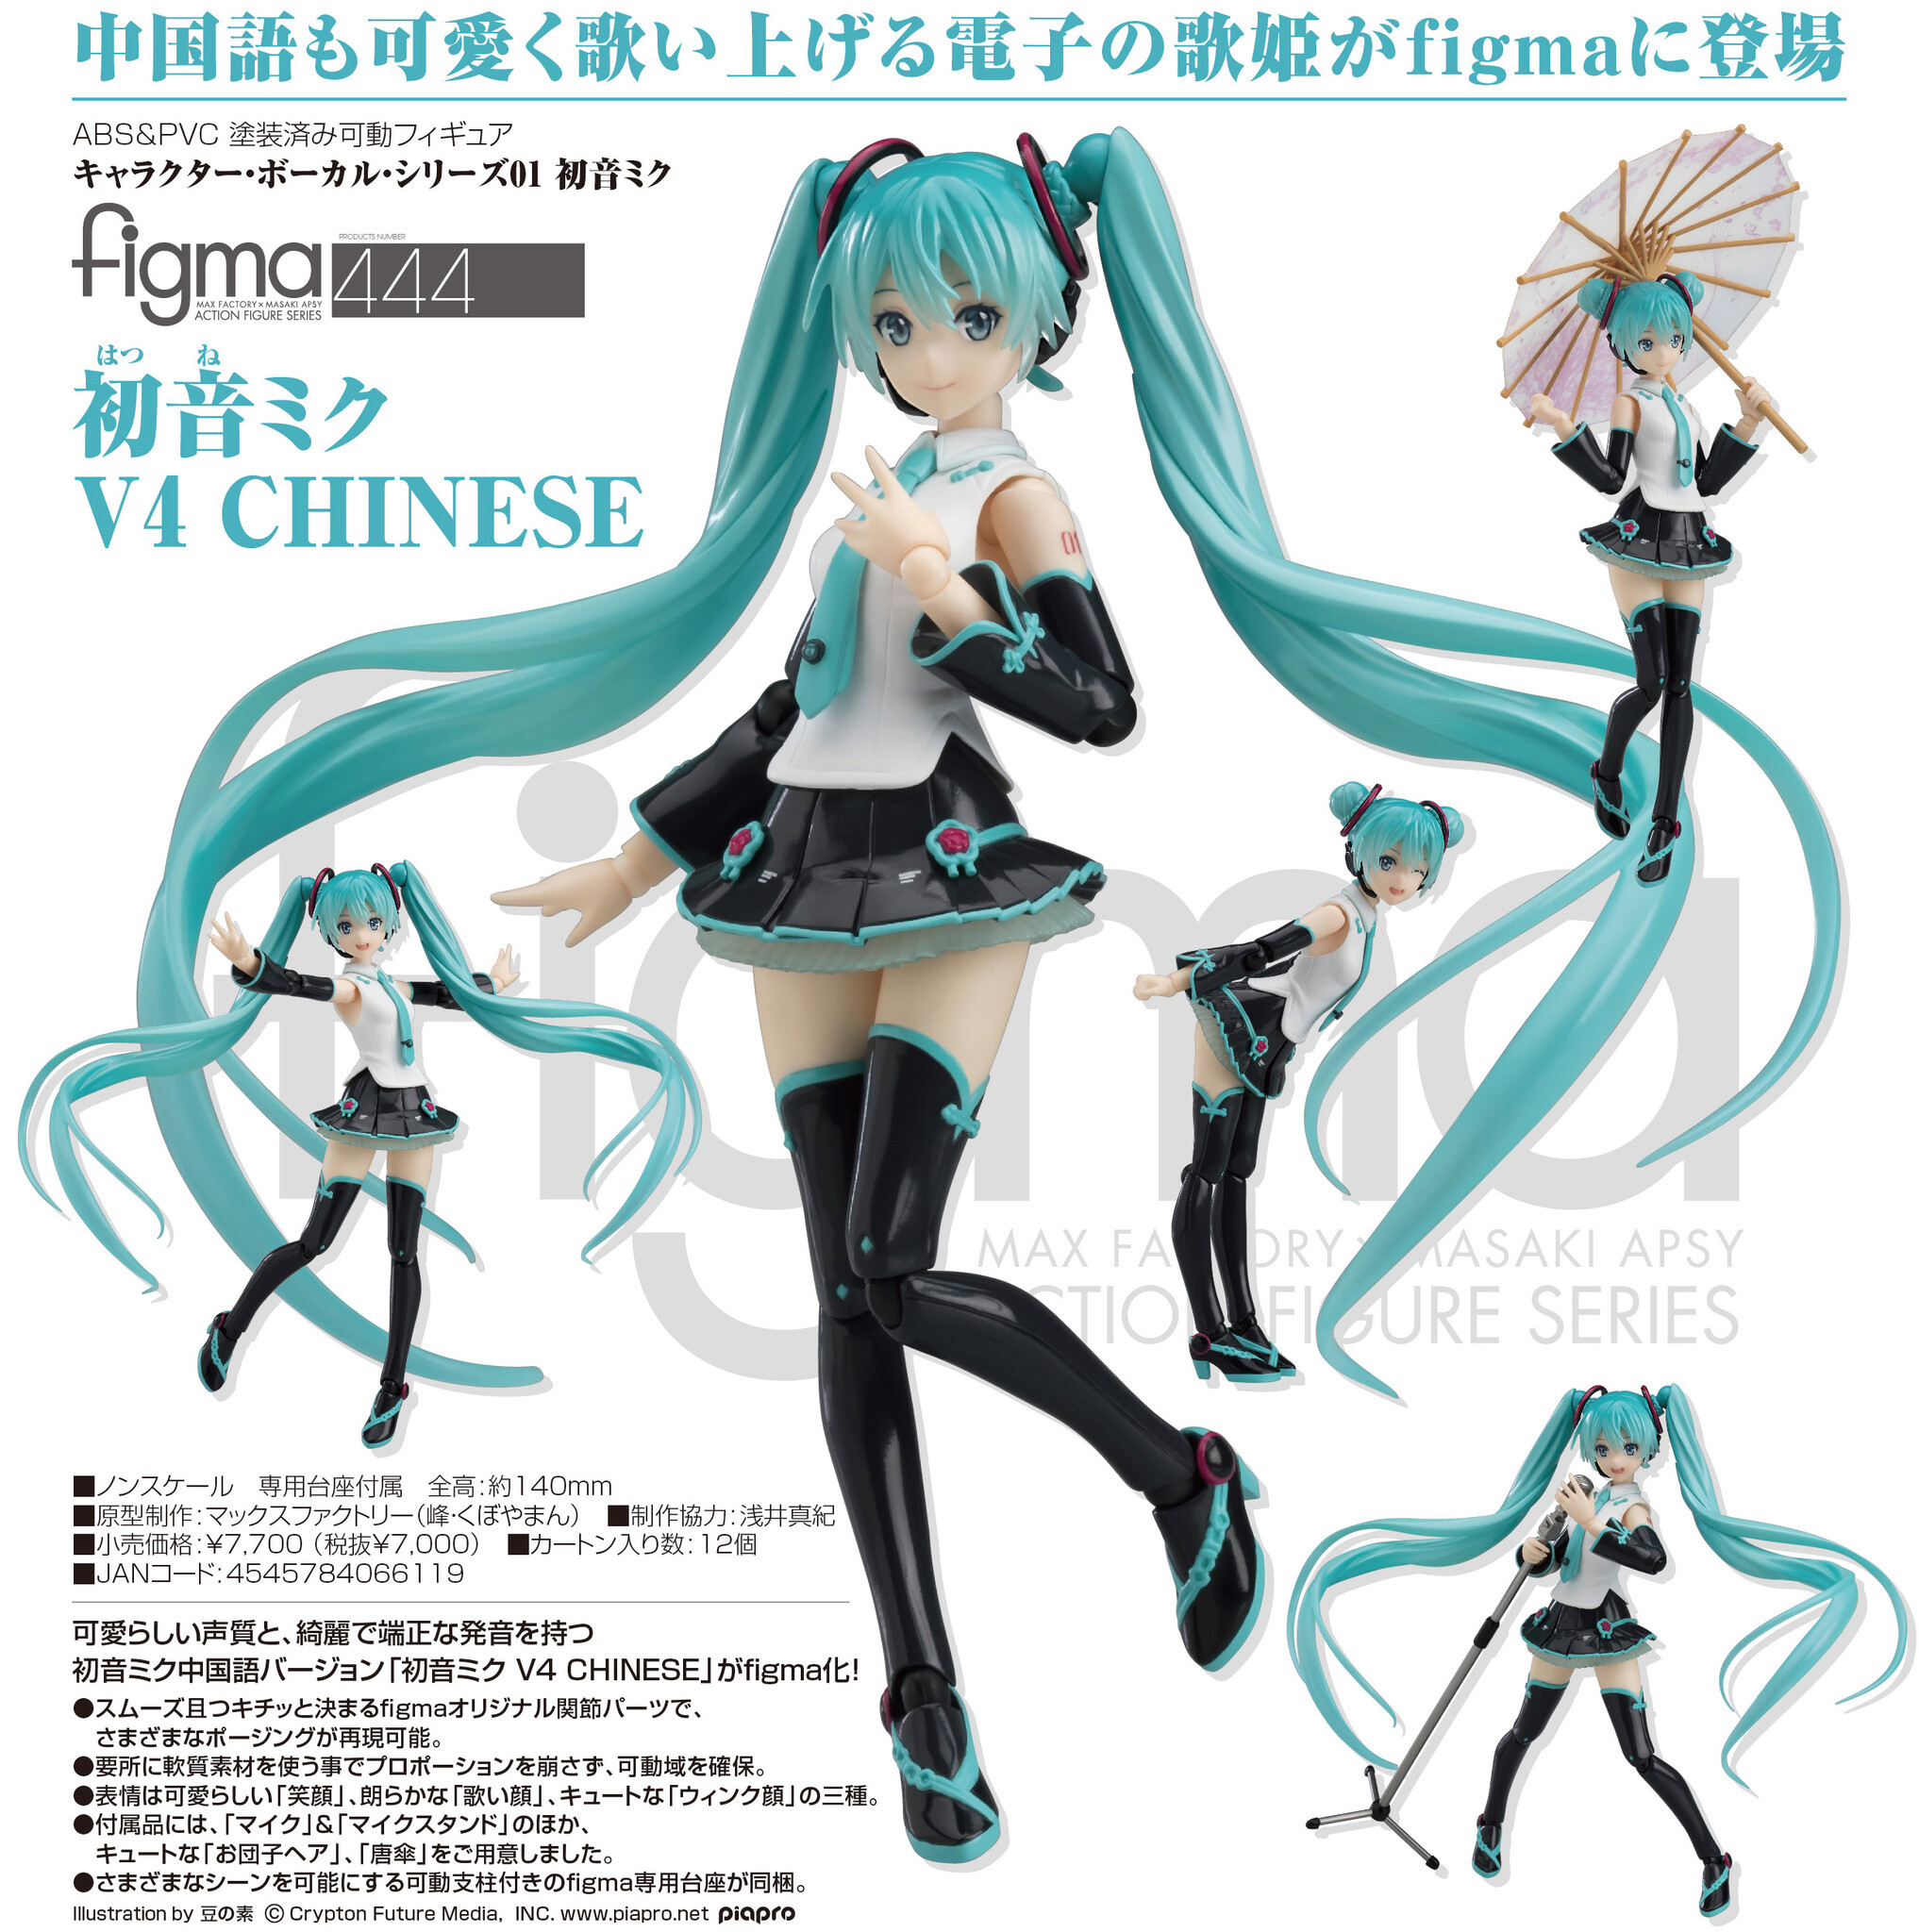 中国語も可愛く歌い上げる電子の歌姫がfigmaに登場
ABS&PVC 塗装済み可動フィギュア
キャラクター・ボーカル・シリーズ01 初音ミク
figma
PRODUCTS NUMBER
444
MAX FACTORY×MASAKI APSY
ACTION FIGURE SERIES
はつ ね
初音ミク
V4 CHINESE
01
figma
MAX FACTORY×MASAKI APSY
ACTION FIGURE SERIES
■ノンスケール 専用台座付属 全高:約140mm
■原型制作:マックスファクトリー(峰・くぼやまん) ■制作協力:浅井真紀
■小売価格:¥7,700(税抜¥7,000) ■カートン入り数:12個
■JANコード:4545784066119
可愛らしい声質と、綺麗で端正な発音を持つ
初音ミク中国語バージョン「初音ミク V4 CHINESE」がfigma化!
●スムーズ且つキチッと決まるfigmaオリジナル関節パーツで、
さまざまなポージングが再現可能。
●要所に軟質素材を使う事でプロポーションを崩さず、可動域を確保。
●表情は可愛らしい「笑顔」、朗らかな「歌い顔」、キュートな「ウィンク顔」の三種。
●付属品には、「マイク」&「マイクスタンド」のほか、
キュートな「お団子ヘア」、「唐傘」をご用意しました。
●さまざまなシーンを可能にする可動支柱付きのfigma専用台座が同梱。
Illustration by 豆の素 © Crypton Future Media, INC. www.piapro.net piapro